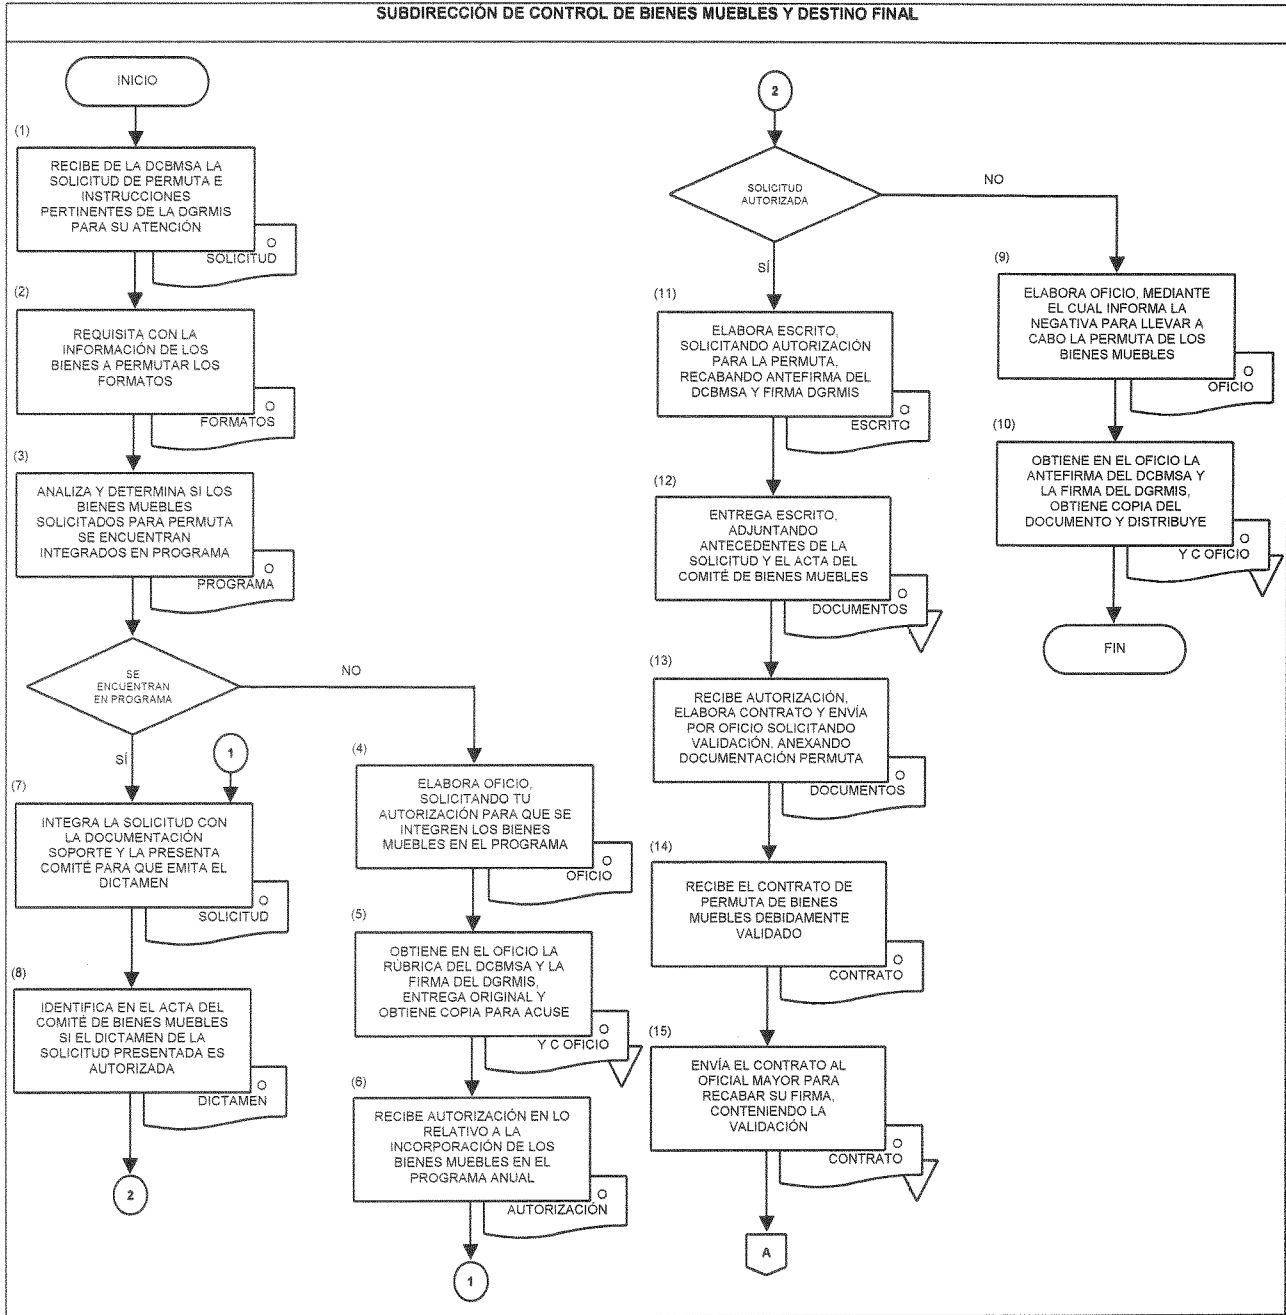 SUBDIRECCIÓN DE CONTROL DE BIENES MUEBLES Y DESTINO FINAL
INICIO
(1)
RECIBE DE LA DCBMSA LA
SOLICITUD DE PERMUTA E
INSTRUCCIONES
PERTINENTES DE LA DGRMIS
PARA SU ATENCIÓN
O
SOLICITUD
(2)
REQUISITA CON LA
INFORMACIÓN DE LOS
BIENES A PERMUTAR LOS
FORMATOS
O
FORMATOS
(3)
ANALIZA Y DETERMINA SI LOS
BIENES MUEBLES
SOLICITADOS PARA PERMUTA
SE ENCUENTRAN
INTEGRADOS EN PROGRAMA
O
PROGRAMA
SE
ENCUENTRAN
EN PROGRAMA
NO
SÍ
1
(7)
INTEGRA LA SOLICITUD CON
LA DOCUMENTACIÓN
SOPORTE Y LA PRESENTA
COMITÉ PARA QUE EMITA EL
DICTAMEN
O
SOLICITUD
(8)
IDENTIFICA EN EL ACTA DEL
COMITÉ DE BIENES MUEBLES
SI EL DICTAMEN DE LA
SOLICITUD PRESENTADA ES
AUTORIZADA
O
DICTAMEN
2
(4)
ELABORA OFICIO,
SOLICITANDO TU
AUTORIZACIÓN PARA QUE SE
INTEGREN LOS BIENES
MUEBLES EN EL PROGRAMA
O
OFICIO
(5)
OBTIENE EN EL OFICIO LA
RÚBRICA DEL DCBMSA Y LA
FIRMA DEL DGRMIS,
ENTREGA ORIGINAL Y
OBTIENE COPIA PARA ACUSE
O
Y C OFICIO
(6)
RECIBE AUTORIZACIÓN EN LO
RELATIVO A LA
INCORPORACIÓN DE LOS
BIENES MUEBLES EN EL
PROGRAMA ANUAL
O
AUTORIZACIÓN
1
2
SOLICITUD
AUTORIZADA
NO
SÍ
(11)
ELABORA ESCRITO,
SOLICITANDO AUTORIZACIÓN
PARA LA PERMUTA,
RECABANDO ANTEFIRMA DEL
DCBMSA Y FIRMA DGRMIS
O
ESCRITO
(12)
ENTREGA ESCRITO,
ADJUNTANDO
ANTECEDENTES DE LA
SOLICITUD Y EL ACTA DEL
COMITÉ DE BIENES MUEBLES
O
DOCUMENTOS
(13)
RECIBE AUTORIZACIÓN,
ELABORA CONTRATO Y ENVÍA
POR OFICIO SOLICITANDO
VALIDACIÓN, ANEXANDO
DOCUMENTACIÓN PERMUTA
O
DOCUMENTOS
(14)
RECIBE EL CONTRATO DE
PERMUTA DE BIENES
MUEBLES DEBIDAMENTE
VALIDADO
O
CONTRATO
(15)
ENVÍA EL CONTRATO AL
OFICIAL MAYOR PARA
RECABAR SU FIRMA,
CONTENIENDO LA
VALIDACIÓN
O
CONTRATO
A
(9)
ELABORA OFICIO, MEDIANTE
EL CUAL INFORMA LA
NEGATIVA PARA LLEVAR A
CABO LA PERMUTA DE LOS
BIENES MUEBLES
O
OFICIO
(10)
OBTIENE EN EL OFICIO LA
ANTEFIRMA DEL DCBMSA Y
LA FIRMA DEL DGRMIS,
OBTIENE COPIA DEL
DOCUMENTO Y DISTRIBUYE
O
Y C OFICIO
FIN